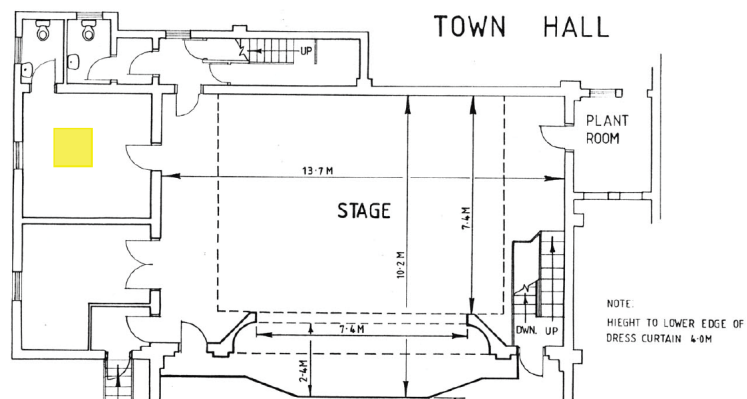 TOWN HALL
UP
PLANT
ROOM
13·7M
STAGE
7·4M
10·2M
7·4M
2·4M
DWN. UP
NOTE:
HIEGHT TO LOWER EDGE OF
DRESS CURTAIN 4·0M